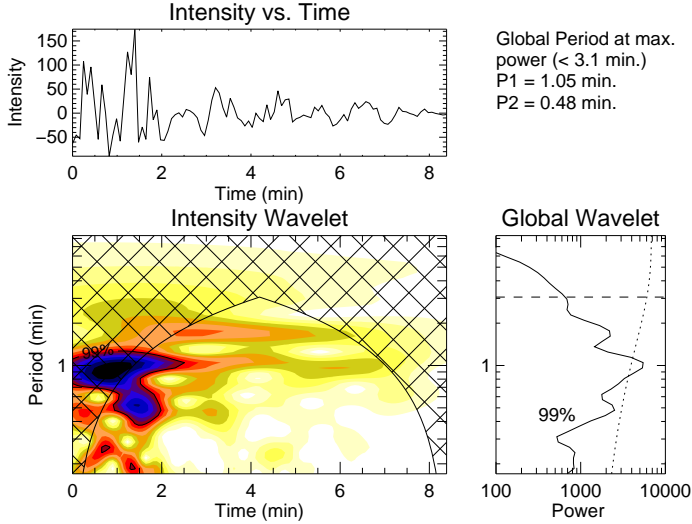 Intensity vs. Time
Global Period at max.
power (< 3.1 min.)
P1 = 1.05 min.
P2 = 0.48 min.
Intensity
150
100
50
0
−50
0 2 4 6 8
Time (min)
Intensity Wavelet
Period (min)
1
99%
0 2 4 6 8
Time (min)
Global Wavelet
1
99%
100 1000 10000
Power